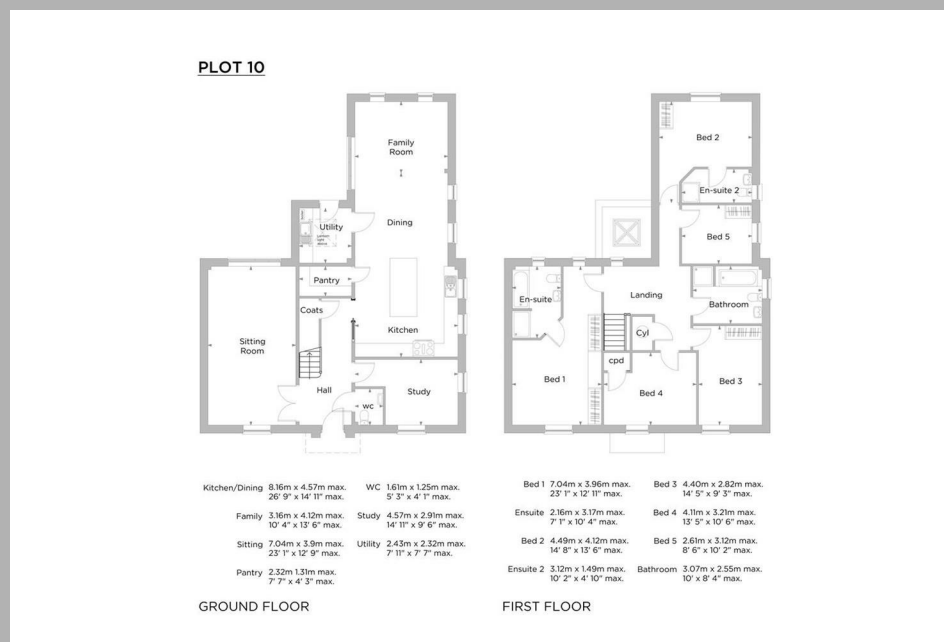 PLOT 10
Family
Room
Dining
Utility
Pantry
Coats
Kitchen
Sitting
Room
Hall
wc
Study
Bed 2
En-suite 2
Bed 5
En-suite
Landing
Bathroom
Cyl
cpd
Bed 1
Bed 4
Bed 3
Kitchen/Dining 8.16m x 4.57m max.
26' 9" x 14' 11" max.
Family 3.16m x 4.12m max.
10' 4" x 13' 6" max.
Sitting 7.04m x 3.9m max.
23' 1" x 12' 9" max.
Pantry 2.32m 1.31m max.
7' 7" x 4' 3" max.
WC 1.61m x 1.25m max.
5' 3" x 4' 1" max.
Study 4.57m x 2.91m max.
14' 11" x 9' 6" max.
Utility 2.43m x 2.32m max.
7' 11" x 7' 7" max.
GROUND FLOOR
Bed 1 7.04m x 3.96m max.
23' 1" x 12' 11" max.
Ensuite 2.16m x 3.17m max.
7' 1" x 10' 4" max.
Bed 2 4.49m x 4.12m max.
14' 8" x 13' 6" max.
Ensuite 2 3.12m x 1.49m max.
10' 2" x 4' 10" max.
Bed 3 4.40m x 2.82m max.
14' 5" x 9' 3" max.
Bed 4 4.11m x 3.21m max.
13' 5" x 10' 6" max.
Bed 5 2.61m x 3.12m max.
8' 6" x 10' 2" max.
Bathroom 3.07m x 2.55m max.
10' x 8' 4" max.
FIRST FLOOR